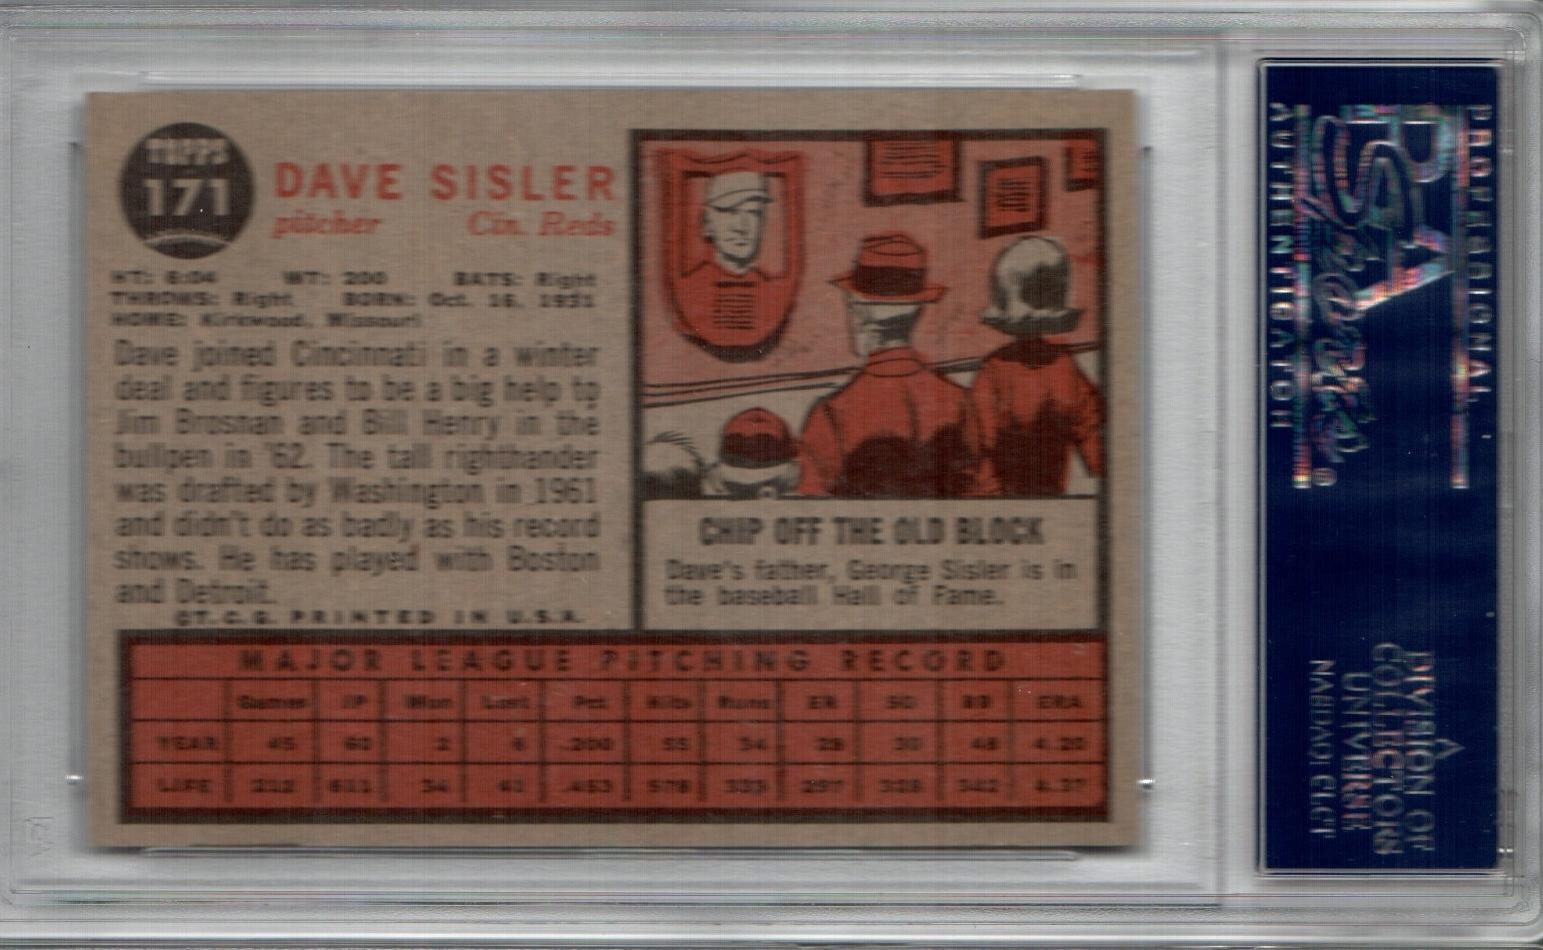 TOPPS
171
DAVE SISLER
pitcher Cin. Reds
HT: 6:04 WT: 200 BATS: Right
THROWS: Right BORN: Oct. 16, 1931
HOME: Kirkwood, Missouri
Dave joined Cincinnati in a winter
deal and figures to be a big help to
Jim Brosnan and Bill Henry in the
bullpen in '62. The tall righthander
was drafted by Washington in 1961
and didn't do as badly as his record
shows. He has played with Boston
and Detroit.
©T.C.G. PRINTED IN U.S.A.
CHIP OFF THE OLD BLOCK
Dave's father, George Sisler is in
the baseball Hall of Fame.
MAJOR LEAGUE PITCHING RECORD
Games IP Won Lost Pct. Hits Runs ER SO BB ERA
YEAR 45 60 2 6 .200 55 34 28 30 48 4.20
LIFE 212 611 34 41 .453 578 333 297 328 342 4.37
PROFESSIONAL
PSA
Sports
®
AUTHENTICATOR
DIVISION OF
COLLECTORS
UNIVERSE
NASDAQ: CLCT